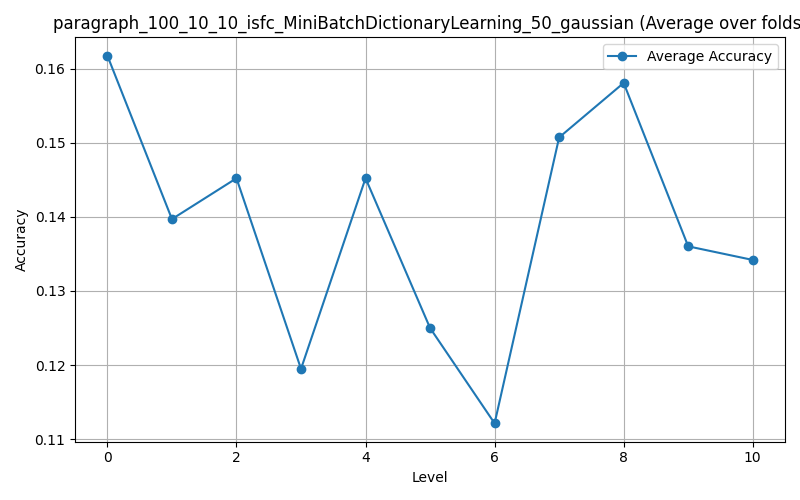 paragraph_100_10_10_isfc_MiniBatchDictionaryLearning_50_gaussian (Average over folds
Average Accuracy
0.16
0.15
0.14
0.13
0.12
0.11
Accuracy
0 2 4 6 8 10
Level